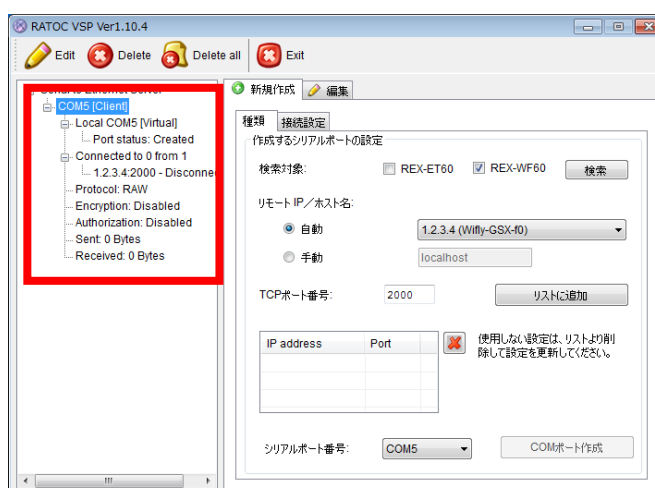 RATOC VSP Ver1.10.4
Edit Delete Delete all Exit
COM5 [Client]
Local COM5 [Virtual]
Port status: Created
Connected to 0 from 1
1.2.3.4:2000 - Disconne
Protocol: RAW
Encryption: Disabled
Authorization: Disabled
Sent: 0 Bytes
Received: 0 Bytes
新規作成 編集
種類 接続設定
作成するシリアルポートの設定
検索対象: REX-ET60 REX-WF60 検索
リモート IP/ホスト名:
自動 1.2.3.4 (Wifly-GSX-f0)
手動 localhost
TCPポート番号: 2000 リストに追加
IP address Port
使用しない設定は、リストより削
除して設定を更新してください。
シリアルポート番号: COM5 COMポート作成